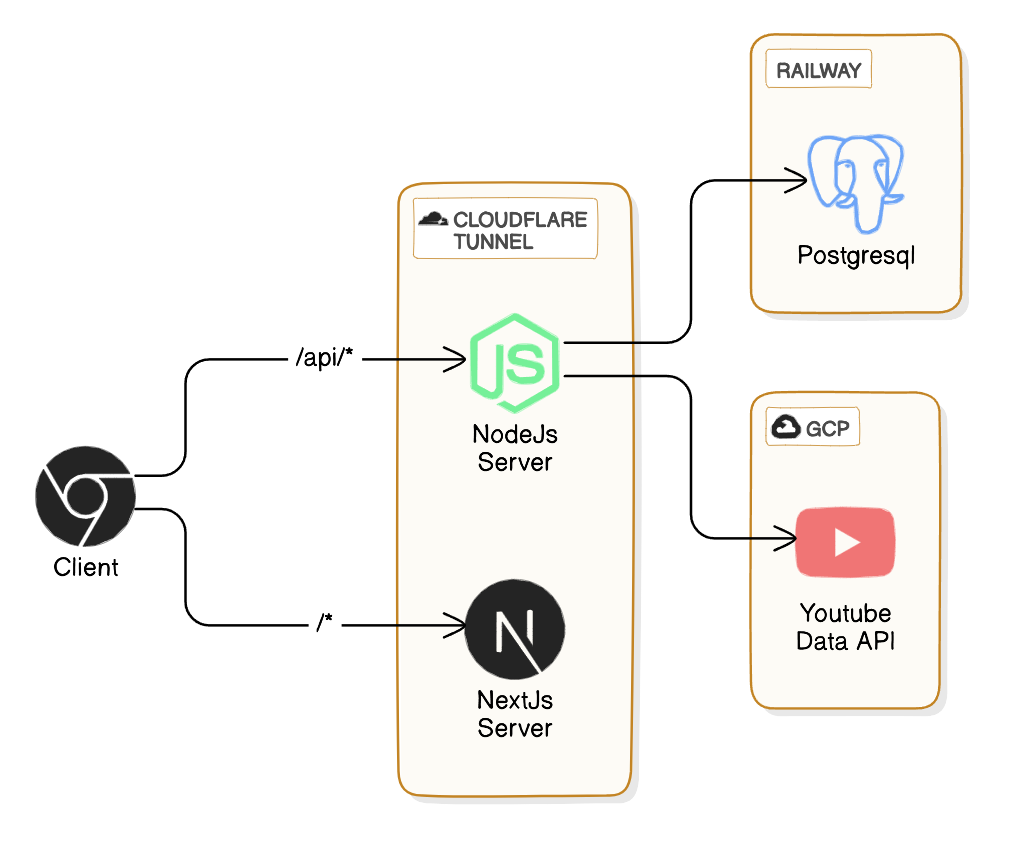 RAILWAY
Postgresql
CLOUDFLARE
TUNNEL
/api/*
JS
NodeJs
Server
GCP
Client
/*
N
Youtube
Data API
NextJs
Server